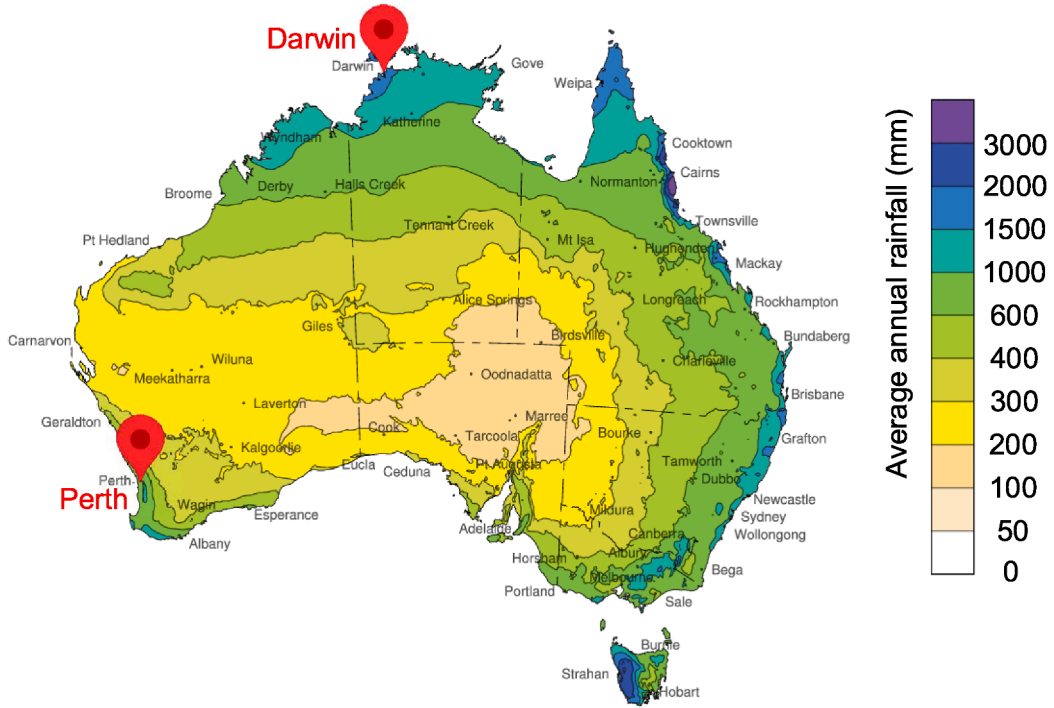 Darwin
Darwin
Gove
Weipa
Katherine
Wyndham
Cooktown
Cairns
Derby
Halls Creek
Normanton
Broome
Townsville
Tennant Creek
Pt Hedland
Mt Isa
Hughenden
Mackay
Alice Springs
Longreach
Rockhampton
Giles
Birdsville
Bundaberg
Carnarvon
Wiluna
Charleville
Meekatharra
Oodnadatta
Brisbane
Laverton
Marree
Geraldton
Cook
Tarcoola
Bourke
Grafton
Kalgoorlie
Eucla
Ceduna
Pt Augusta
Tamworth
Perth
Perth
Dubbo
Newcastle
Wagin
Esperance
Mildura
Sydney
Adelaide
Canberra
Wollongong
Albany
Horsham
Albury
Melbourne
Bega
Portland
Sale
Burnie
Strahan
Hobart
Average annual rainfall (mm)
3000
2000
1500
1000
600
400
300
200
100
50
0